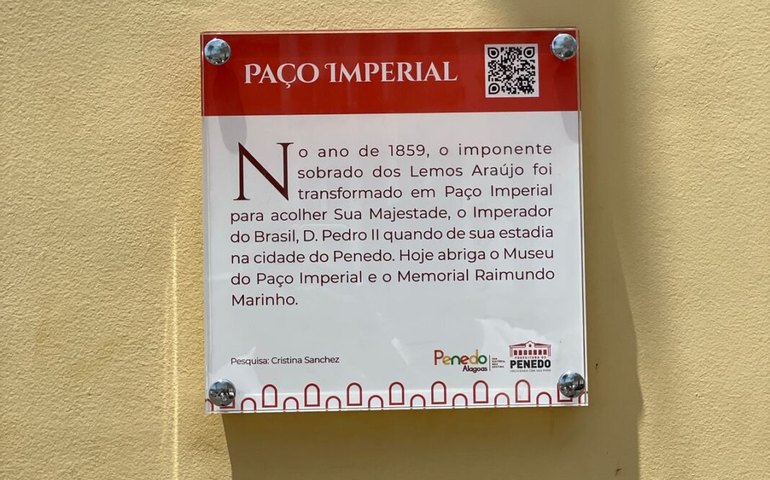 PAÇO IMPERIAL
No ano de 1859, o imponente
sobrado dos Lemos Araújo foi
transformado em Paço Imperial
para acolher Sua Majestade, o Imperador
do Brasil, D. Pedro II quando de sua estadia
na cidade do Penedo. Hoje abriga o Museu
do Paço Imperial e o Memorial Raimundo
Marinho.
Pesquisa: Cristina Sanchez
Penedo
Alagoas
PREFEITURA DE
PENEDO